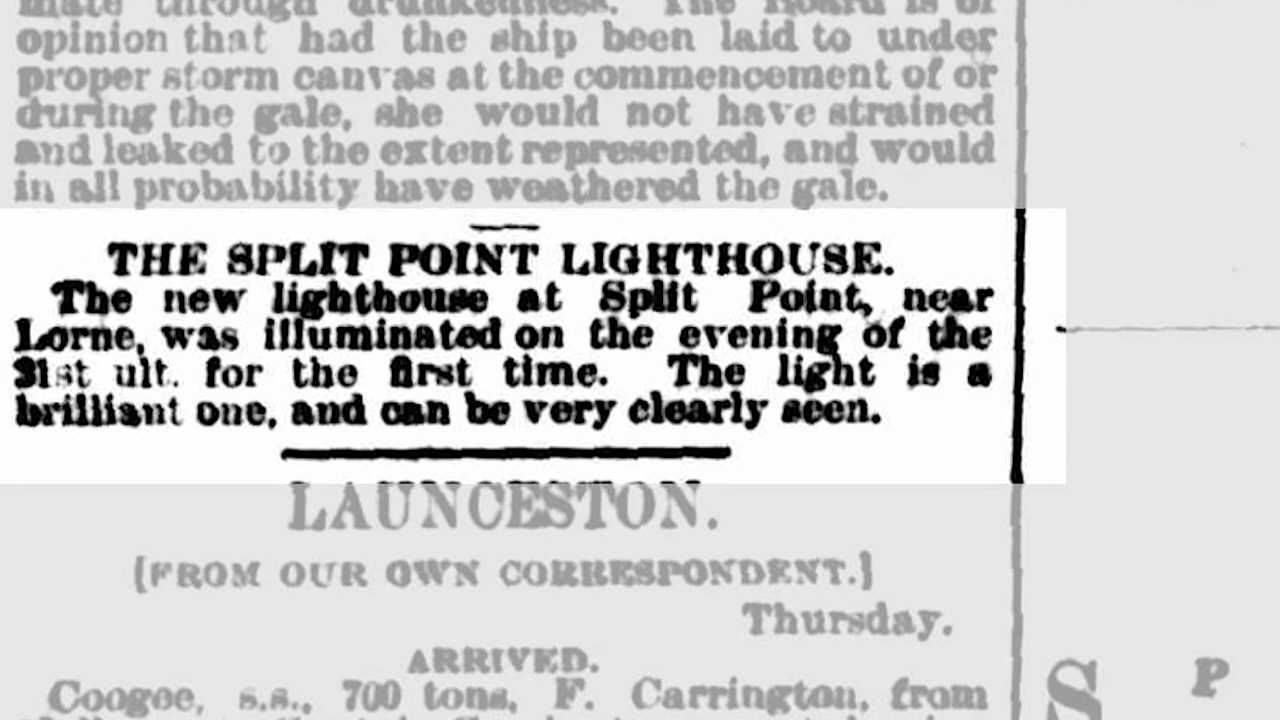 mate through drunkenness. The Board is of
opinion that had the ship been laid to under
proper storm canvas at the commencement of or
during the gale, she would not have strained
and leaked to the extent represented, and would
in all probability have weathered the gale.
THE SPLIT POINT LIGHTHOUSE.
The new lighthouse at Split Point, near
Lorne, was illuminated on the evening of the
31st ult. for the first time. The light is a
brilliant one, and can be very clearly seen.
LAUNCESTON.
[FROM OUR OWN CORRESPONDENT.]
Thursday.
ARRIVED.
Coogee, s.s., 700 tons, F. Carrington, from
S P